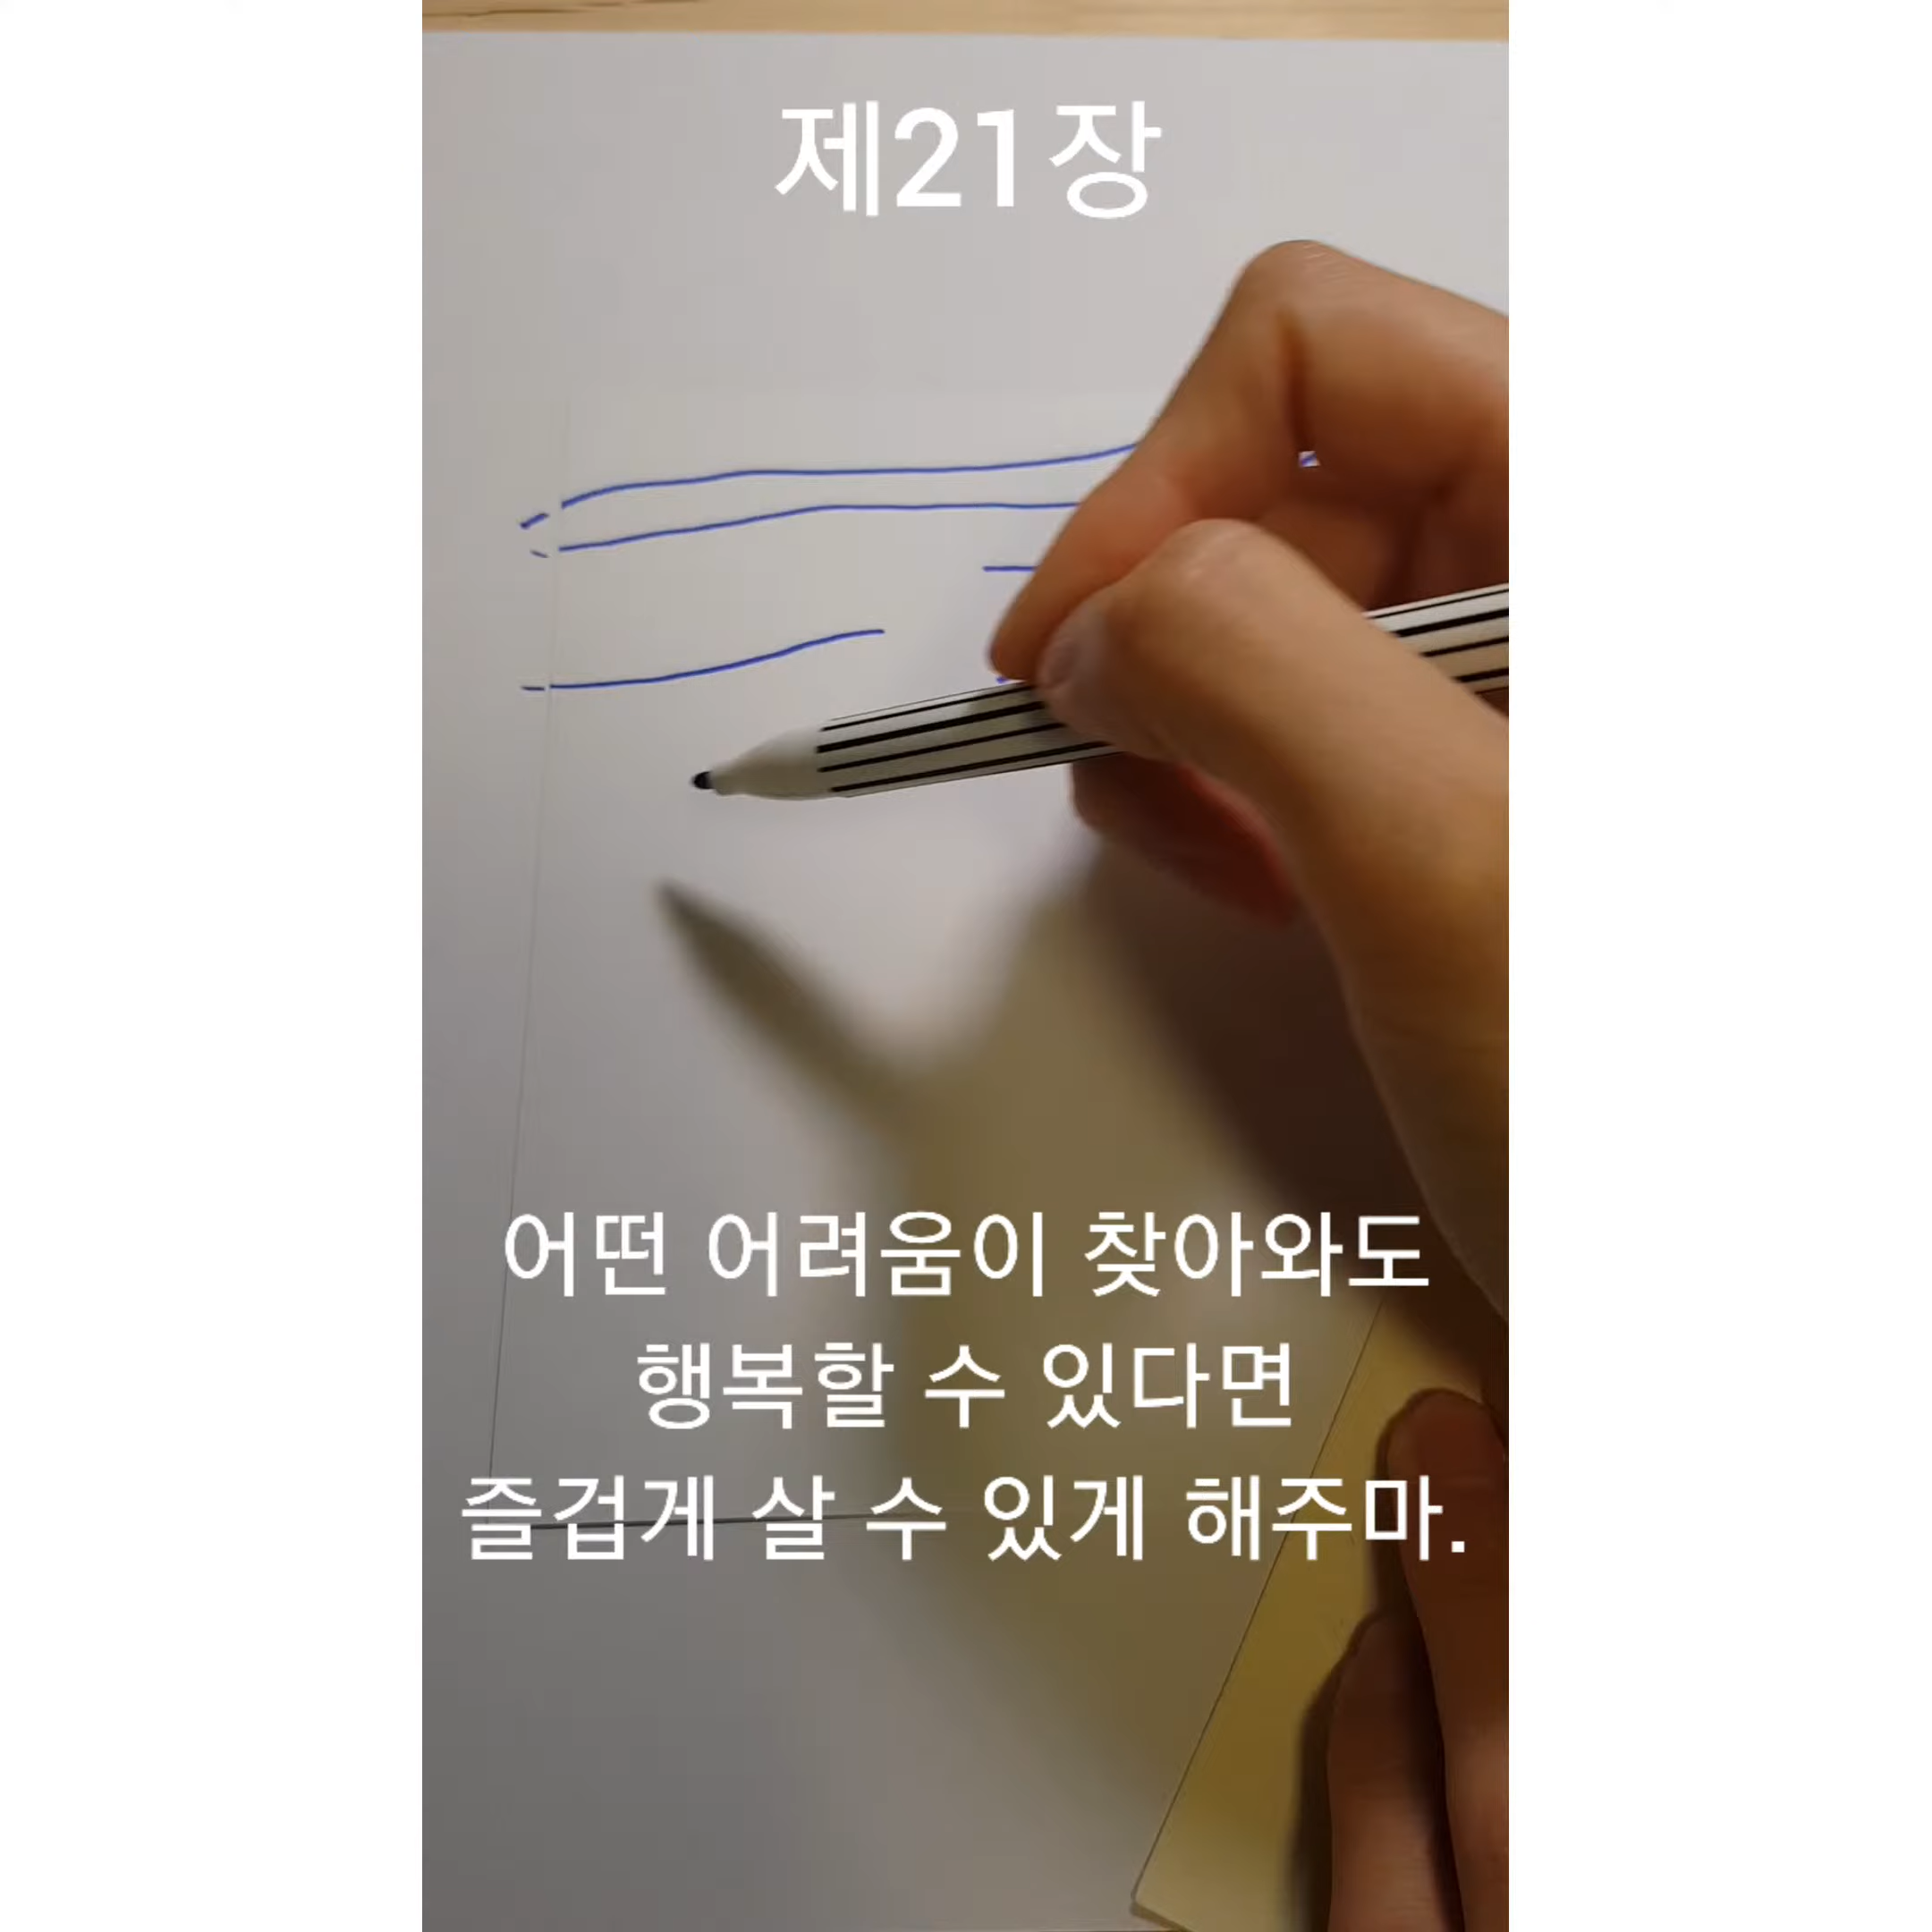 제21장
어떤 어려움이 찾아와도
행복할 수 있다면
즐겁게 살 수 있게 해주마.